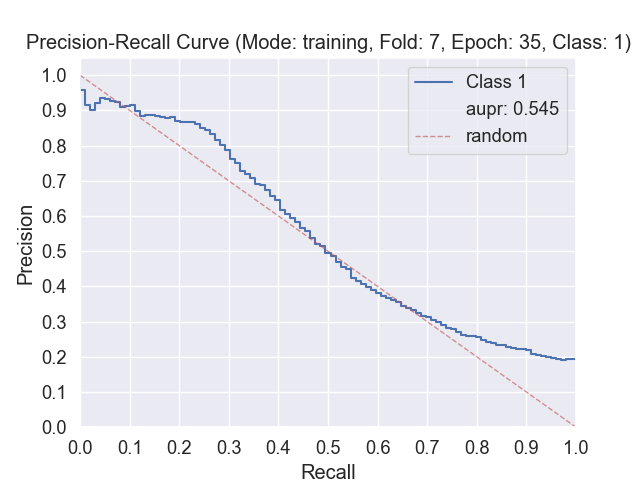 Precision-Recall Curve (Mode: training, Fold: 7, Epoch: 35, Class: 1)
1.0
0.9
0.8
0.7
0.6
0.5
0.4
0.3
0.2
0.1
0.0
Precision
Class 1
aupr: 0.545
random
0.0 0.1 0.2 0.3 0.4 0.5 0.6 0.7 0.8 0.9 1.0
Recall